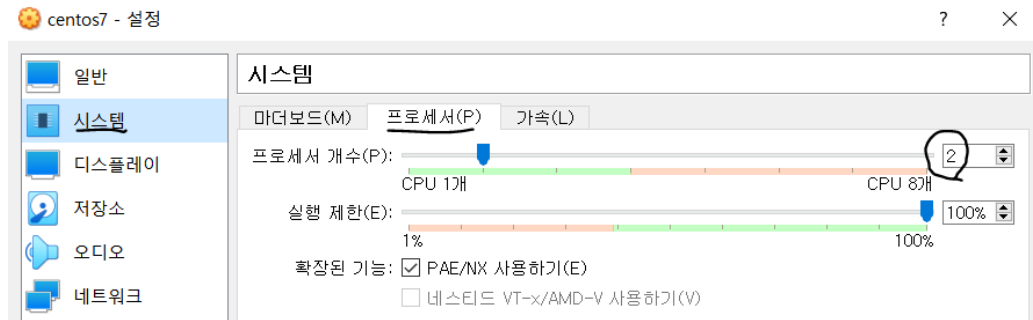 centos7 - 설정
일반
시스템
디스플레이
저장소
오디오
네트워크
시스템
마더보드(M) 프로세서(P) 가속(L)
프로세서 개수(P): 2
CPU 1개 CPU 8개
실행 제한(E): 100%
1% 100%
확장된 기능: PAE/NX 사용하기(E)
네스티드 VT-x/AMD-V 사용하기(V)